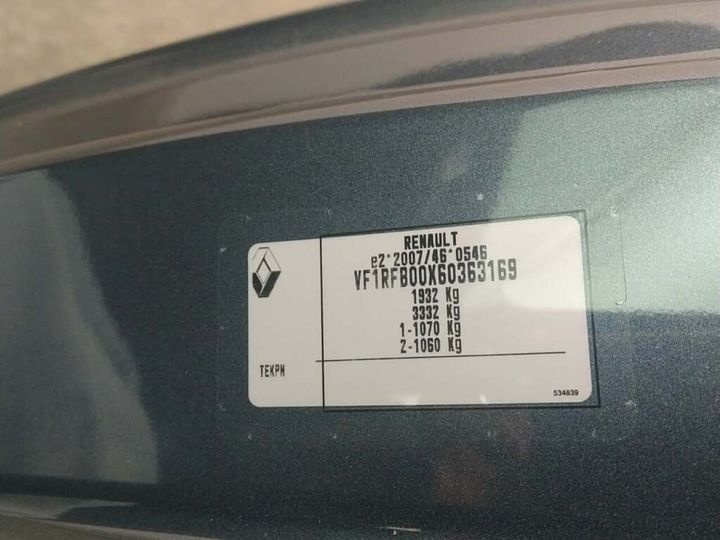 RENAULT
e2*2007/46*0546
VF1RFB00X60363169
1932 Kg
3332 Kg
1-1070 Kg
2-1060 Kg
TEKPN
534839